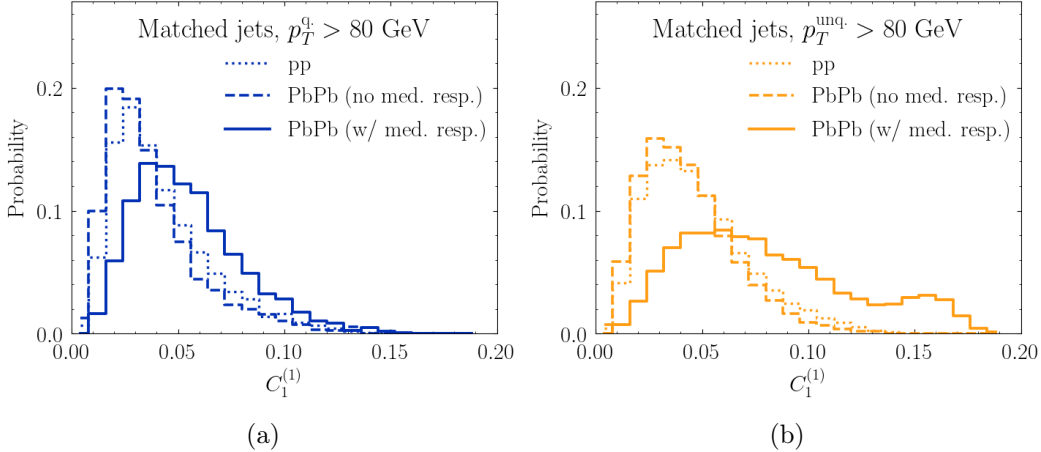 Matched jets, $p_T^{\mathrm{q.}} > 80$ GeV
pp
PbPb (no med. resp.)
PbPb (w/ med. resp.)
Probability
0.2
0.1
0.0
0.00
0.05
0.10
0.15
0.20
$C_1^{(1)}$
(a)
Matched jets, $p_T^{\mathrm{unq.}} > 80$ GeV
pp
PbPb (no med. resp.)
PbPb (w/ med. resp.)
Probability
0.2
0.1
0.0
0.00
0.05
0.10
0.15
0.20
$C_1^{(1)}$
(b)